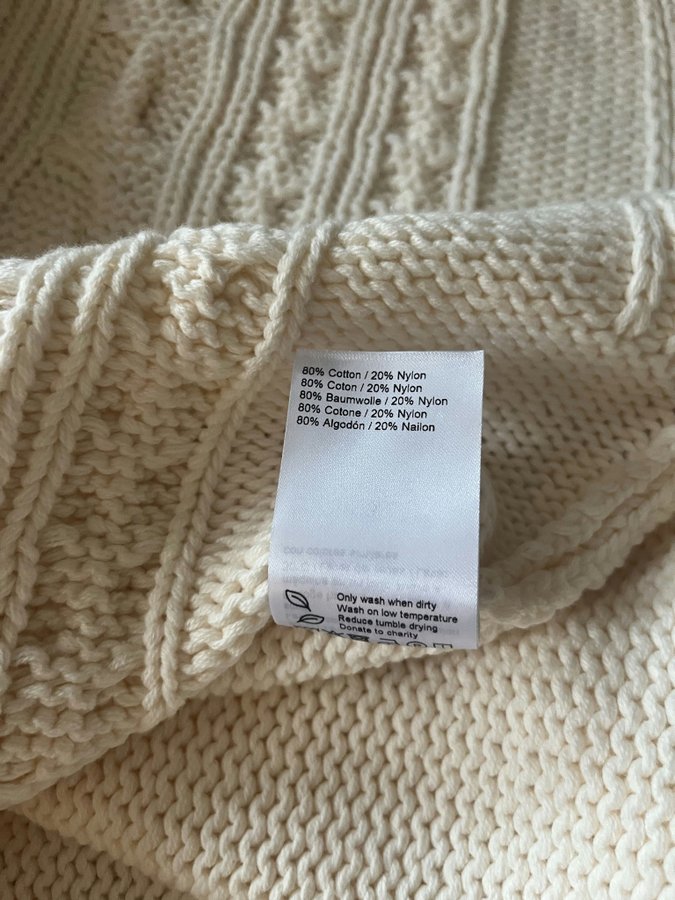 80% Cotton / 20% Nylon
80% Coton / 20% Nylon
80% Baumwolle / 20% Nylon
80% Cotone / 20% Nylon
80% Algodón / 20% Nailon
Only wash when dirty
Wash on low temperature
Reduce tumble drying
Donate to charity